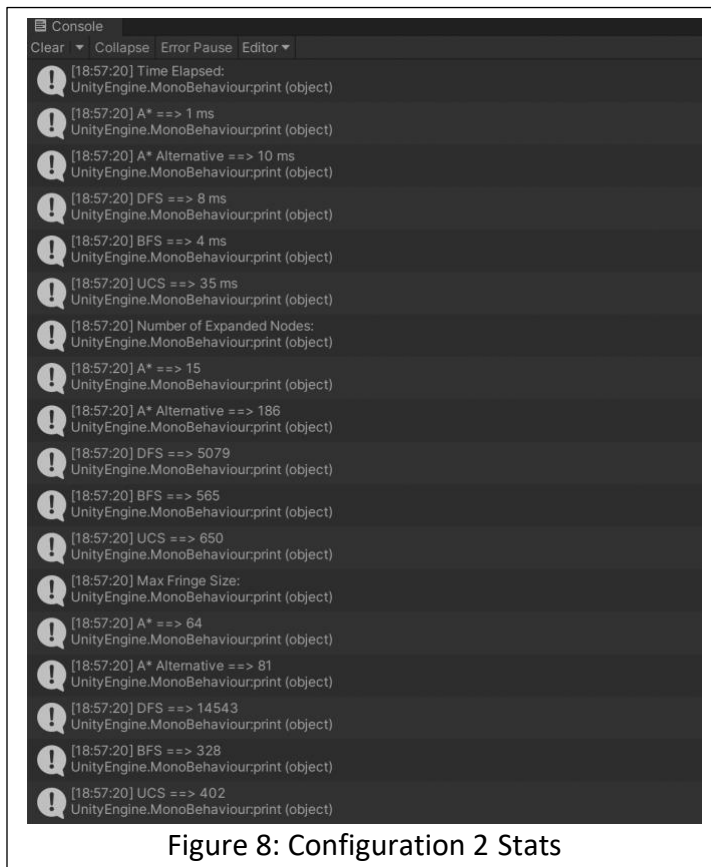 Console
Clear Collapse Error Pause Editor
[18:57:20] Time Elapsed:
UnityEngine.MonoBehaviour:print (object)
[18:57:20] A* ==> 1 ms
UnityEngine.MonoBehaviour:print (object)
[18:57:20] A* Alternative ==> 10 ms
UnityEngine.MonoBehaviour:print (object)
[18:57:20] DFS ==> 8 ms
UnityEngine.MonoBehaviour:print (object)
[18:57:20] BFS ==> 4 ms
UnityEngine.MonoBehaviour:print (object)
[18:57:20] UCS ==> 35 ms
UnityEngine.MonoBehaviour:print (object)
[18:57:20] Number of Expanded Nodes:
UnityEngine.MonoBehaviour:print (object)
[18:57:20] A* ==> 15
UnityEngine.MonoBehaviour:print (object)
[18:57:20] A* Alternative ==> 186
UnityEngine.MonoBehaviour:print (object)
[18:57:20] DFS ==> 5079
UnityEngine.MonoBehaviour:print (object)
[18:57:20] BFS ==> 565
UnityEngine.MonoBehaviour:print (object)
[18:57:20] UCS ==> 650
UnityEngine.MonoBehaviour:print (object)
[18:57:20] Max Fringe Size:
UnityEngine.MonoBehaviour:print (object)
[18:57:20] A* ==> 64
UnityEngine.MonoBehaviour:print (object)
[18:57:20] A* Alternative ==> 81
UnityEngine.MonoBehaviour:print (object)
[18:57:20] DFS ==> 14543
UnityEngine.MonoBehaviour:print (object)
[18:57:20] BFS ==> 328
UnityEngine.MonoBehaviour:print (object)
[18:57:20] UCS ==> 402
UnityEngine.MonoBehaviour:print (object)
Figure 8: Configuration 2 Stats